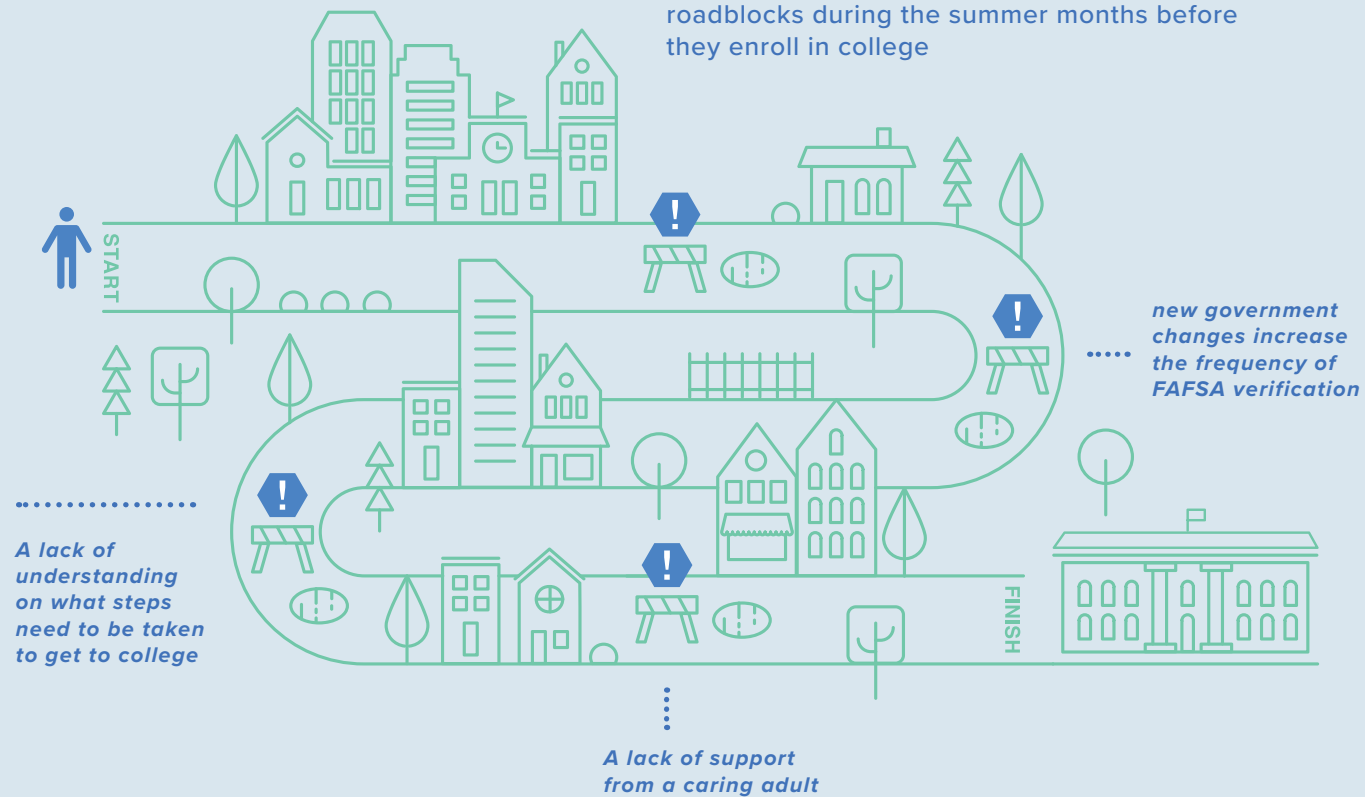 roadblocks during the summer months before
they enroll in college
START
new government
changes increase
the frequency of
FAFSA verification
A lack of
understanding
on what steps
need to be taken
to get to college
FINISH
A lack of support
from a caring adult